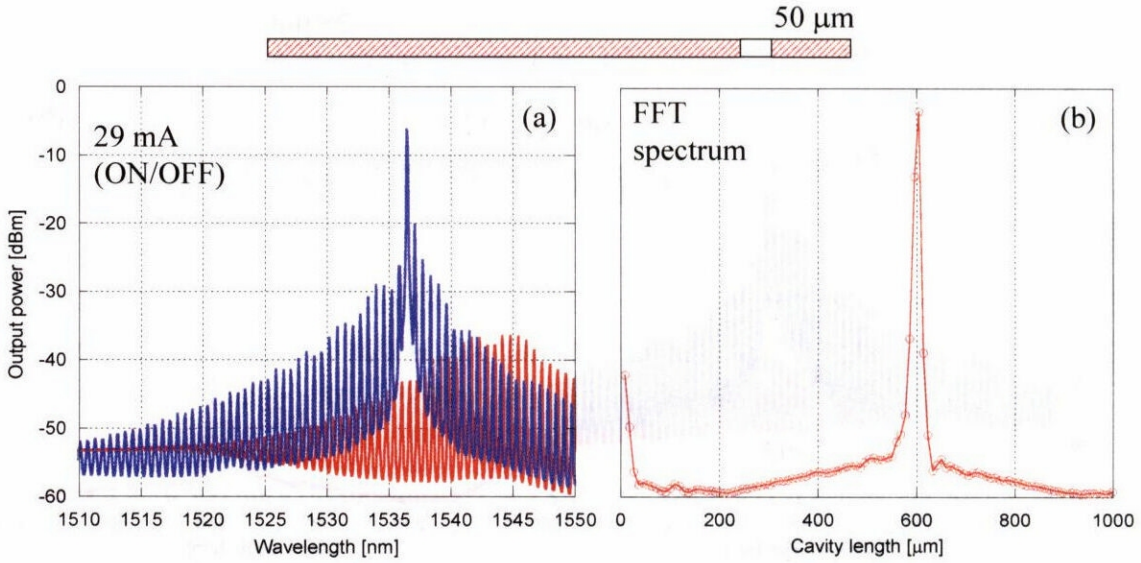 50 μm
(a)
29 mA
(ON/OFF)
Output power [dBm]
0
-10
-20
-30
-40
-50
-60
1510 1515 1520 1525 1530 1535 1540 1545 1550
Wavelength [nm]
(b)
FFT
spectrum
0 200 400 600 800 1000
Cavity length [μm]